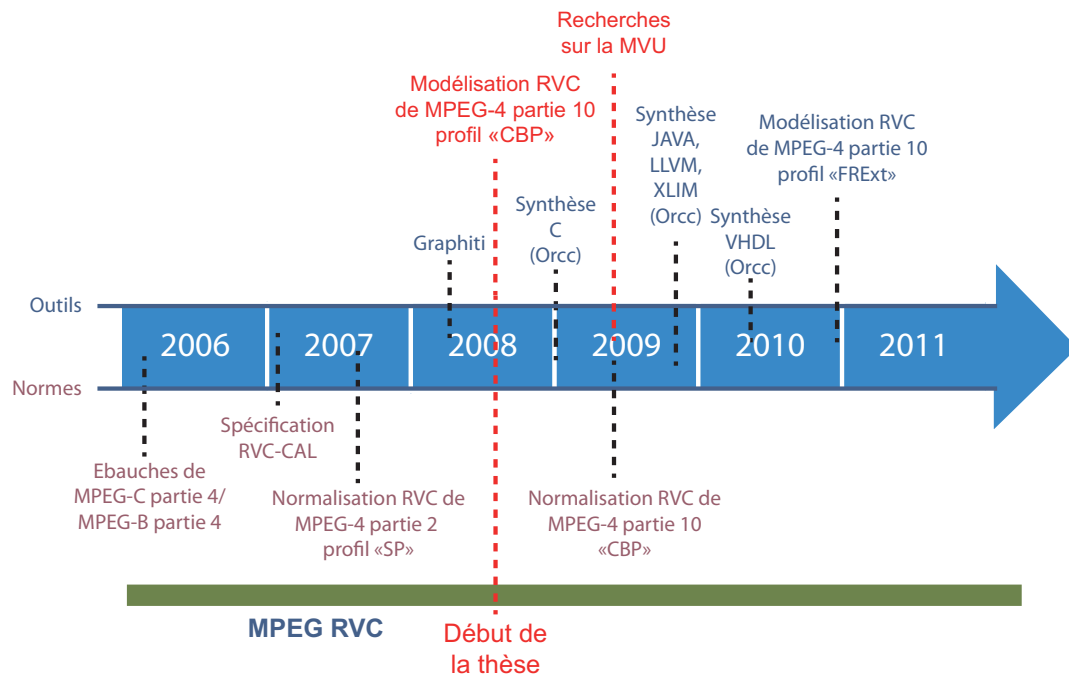 Recherches
sur la MVU
Modélisation RVC
de MPEG-4 partie 10
profil «CBP»
Synthèse
JAVA,
LLVM,
XLIM
(Orcc)
Modélisation RVC
de MPEG-4 partie 10
profil «FRExt»
Graphiti
Synthèse
C
(Orcc)
Synthèse
VHDL
(Orcc)
Outils
2006
2007
2008
2009
2010
2011
Normes
Ebauches de
MPEG-C partie 4/
MPEG-B partie 4
Spécification
RVC-CAL
Normalisation RVC de
MPEG-4 partie 2
profil «SP»
Normalisation RVC de
MPEG-4 partie 10
«CBP»
MPEG RVC
Début de
la thèse